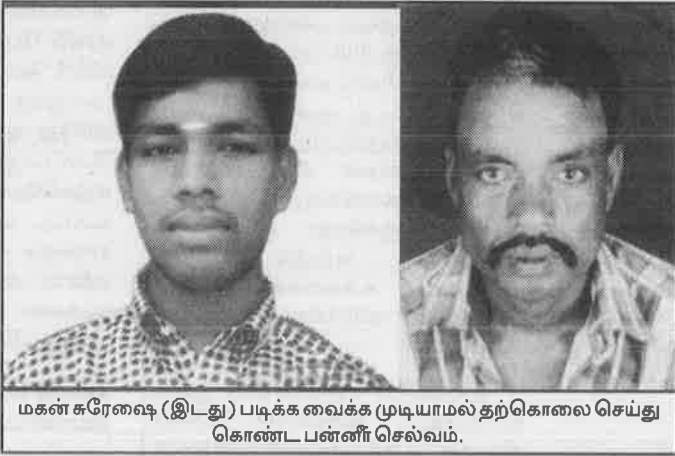 மகன் சுரேஷை (இடது) படிக்க வைக்க முடியாமல் தற்கொலை செய்து
கொண்ட பன்னீர் செல்வம்.